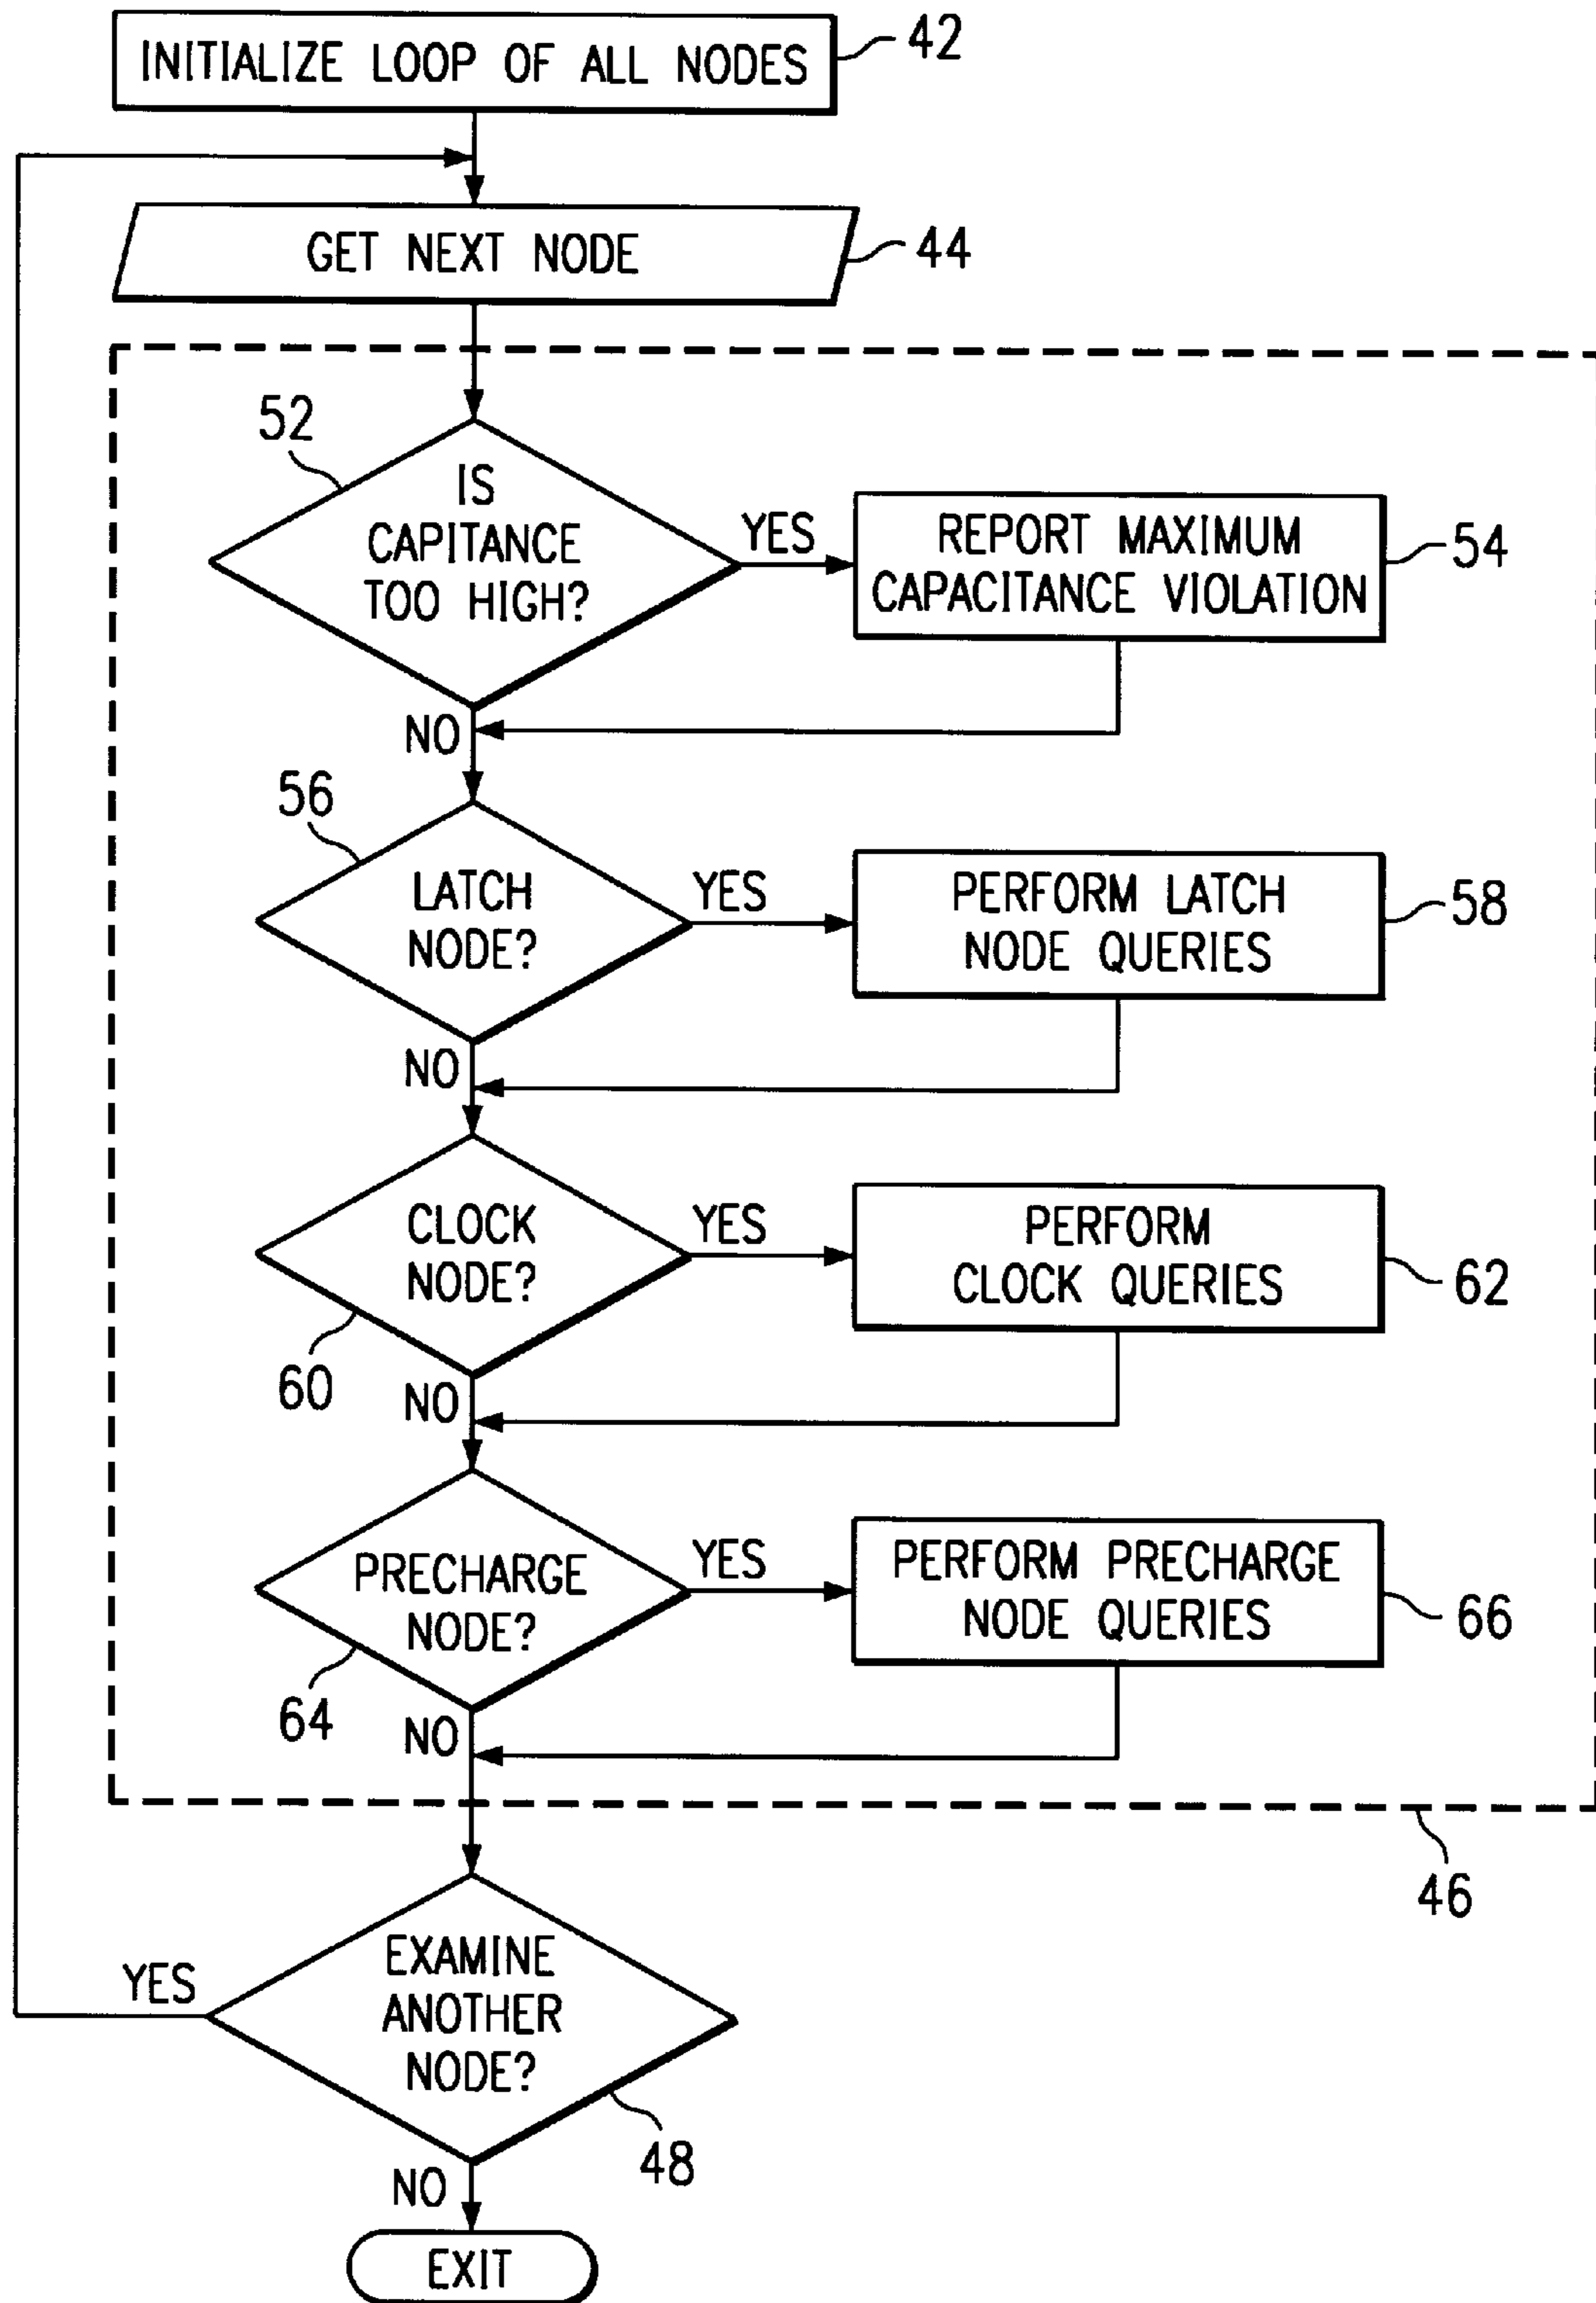 INITIALIZE LOOP OF ALL NODES
42
GET NEXT NODE
44
52
IS
CAPITANCE
TOO HIGH?
YES
REPORT MAXIMUM
CAPACITANCE VIOLATION
54
NO
56
LATCH
NODE?
YES
PERFORM LATCH
NODE QUERIES
58
NO
CLOCK
NODE?
YES
PERFORM
CLOCK QUERIES
62
60
NO
PRECHARGE
NODE?
YES
PERFORM PRECHARGE
NODE QUERIES
66
64
NO
46
EXAMINE
ANOTHER
NODE?
YES
48
NO
EXIT